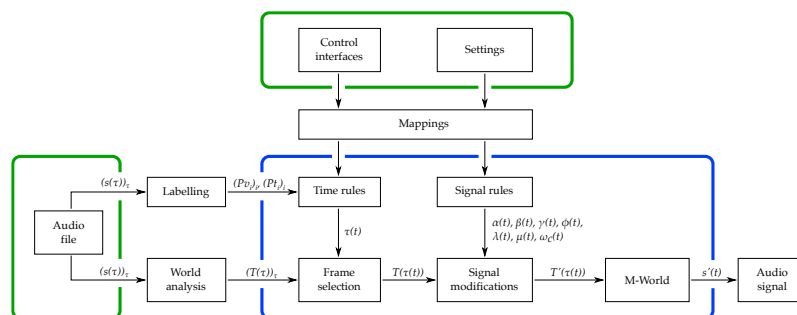 Control
interfaces
Settings
Mappings
(s(τ))τ
Labelling
(Pvi)i, (Pti)i
Time rules
Signal rules
Audio
file
τ(t)
α(t), β(t), γ(t), ϕ(t),
λ(t), μ(t), ωC(t)
(s(τ))τ
World
analysis
(T(τ))τ
Frame
selection
T(τ(t))
Signal
modifications
T′(τ(t))
M-World
s′(t)
Audio
signal